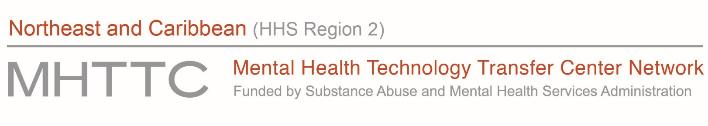 Northeast and Caribbean (HHS Region 2)
MHTTC
Mental Health Technology Transfer Center Network
Funded by Substance Abuse and Mental Health Services Administration